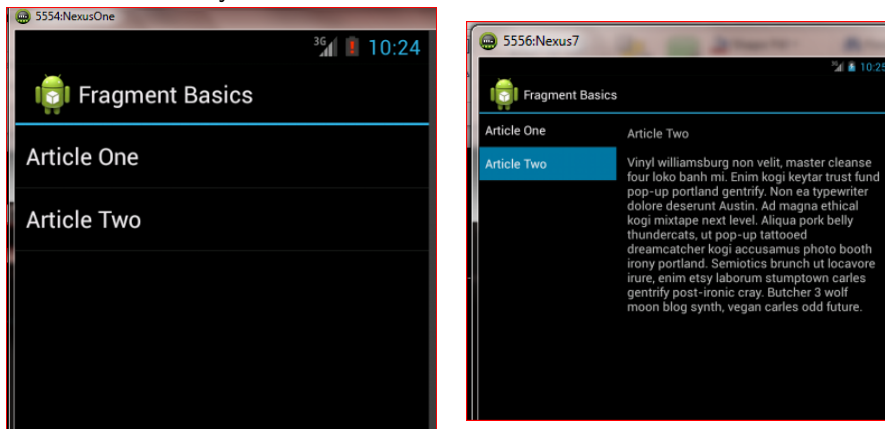 5554:NexusOne
3G 10:24
Fragment Basics
Article One
Article Two
5556:Nexus7
3G 10:25
Fragment Basics
Article One
Article Two
Article Two
Vinyl williamsburg non velit, master cleanse
four loko banh mi. Enim kogi keytar trust fund
pop-up portland gentrify. Non ea typewriter
dolore deserunt Austin. Ad magna ethical
kogi mixtape next level. Aliqua pork belly
thundercats, ut pop-up tattooed
dreamcatcher kogi accusamus photo booth
irony portland. Semiotics brunch ut locavore
irure, enim etsy laborum stumptown carles
gentrify post-ironic cray. Butcher 3 wolf
moon blog synth, vegan carles odd future.